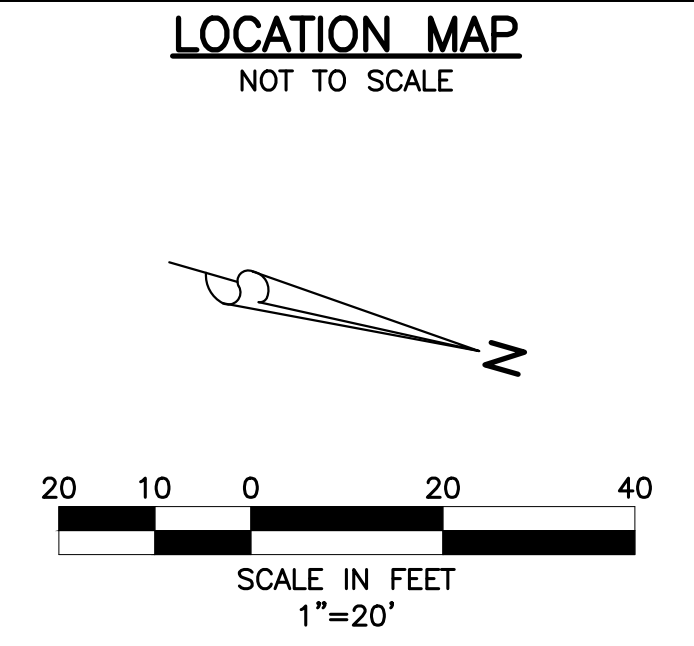 LOCATION MAP
NOT TO SCALE
N
20 10 0 20 40
SCALE IN FEET
1"=20'